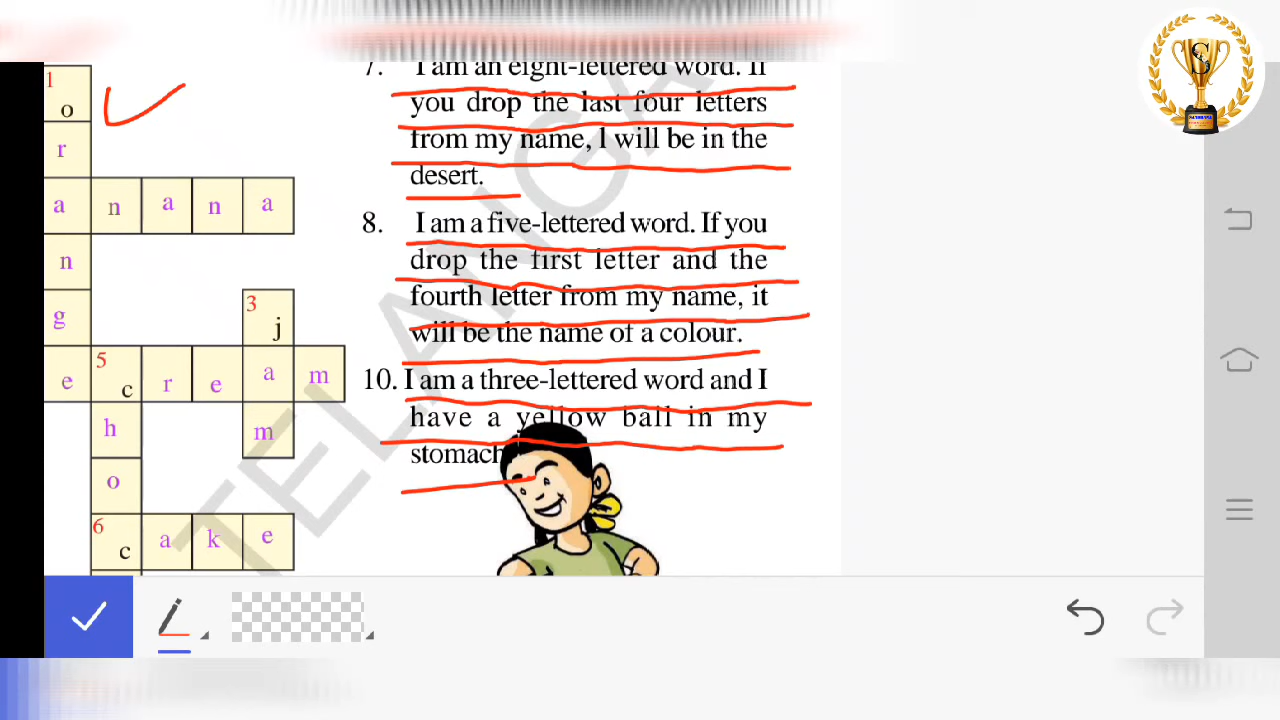 1
o
r
a n a n a
n
3
g j
5
e c r e a m
h m
o
6
c a k e
7. I am an eight-lettered word. If
you drop the last four letters
from my name, I will be in the
desert.
8. I am a five-lettered word. If you
drop the first letter and the
fourth letter from my name, it
will be the name of a colour.
10. I am a three-lettered word and I
have a yellow ball in my
stomach
TELANGA
S